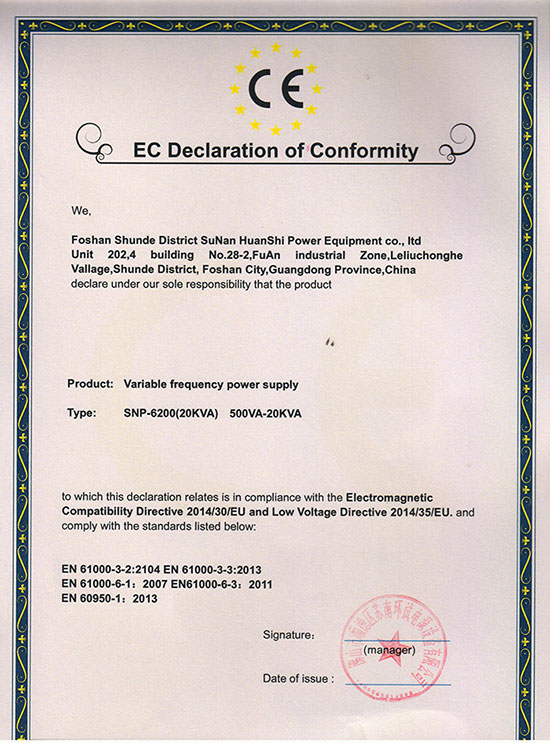 CE
EC Declaration of Conformity
We,
Foshan Shunde District SuNan HuanShi Power Equipment co., ltd
Unit 202,4 building No.28-2,FuAn industrial Zone,Leliuchonghe
Vallage,Shunde District, Foshan City,Guangdong Province,China
declare under our sole responsibility that the product
Product: Variable frequency power supply
Type: SNP-6200(20KVA) 500VA-20KVA
to which this declaration relates is in compliance with the Electromagnetic
Compatibility Directive 2014/30/EU and Low Voltage Directive 2014/35/EU. and
comply with the standards listed below:
EN 61000-3-2:2104 EN 61000-3-3:2013
EN 61000-6-1：2007 EN61000-6-3：2011
EN 60950-1：2013
Signature：
(manager)
Date of issue :